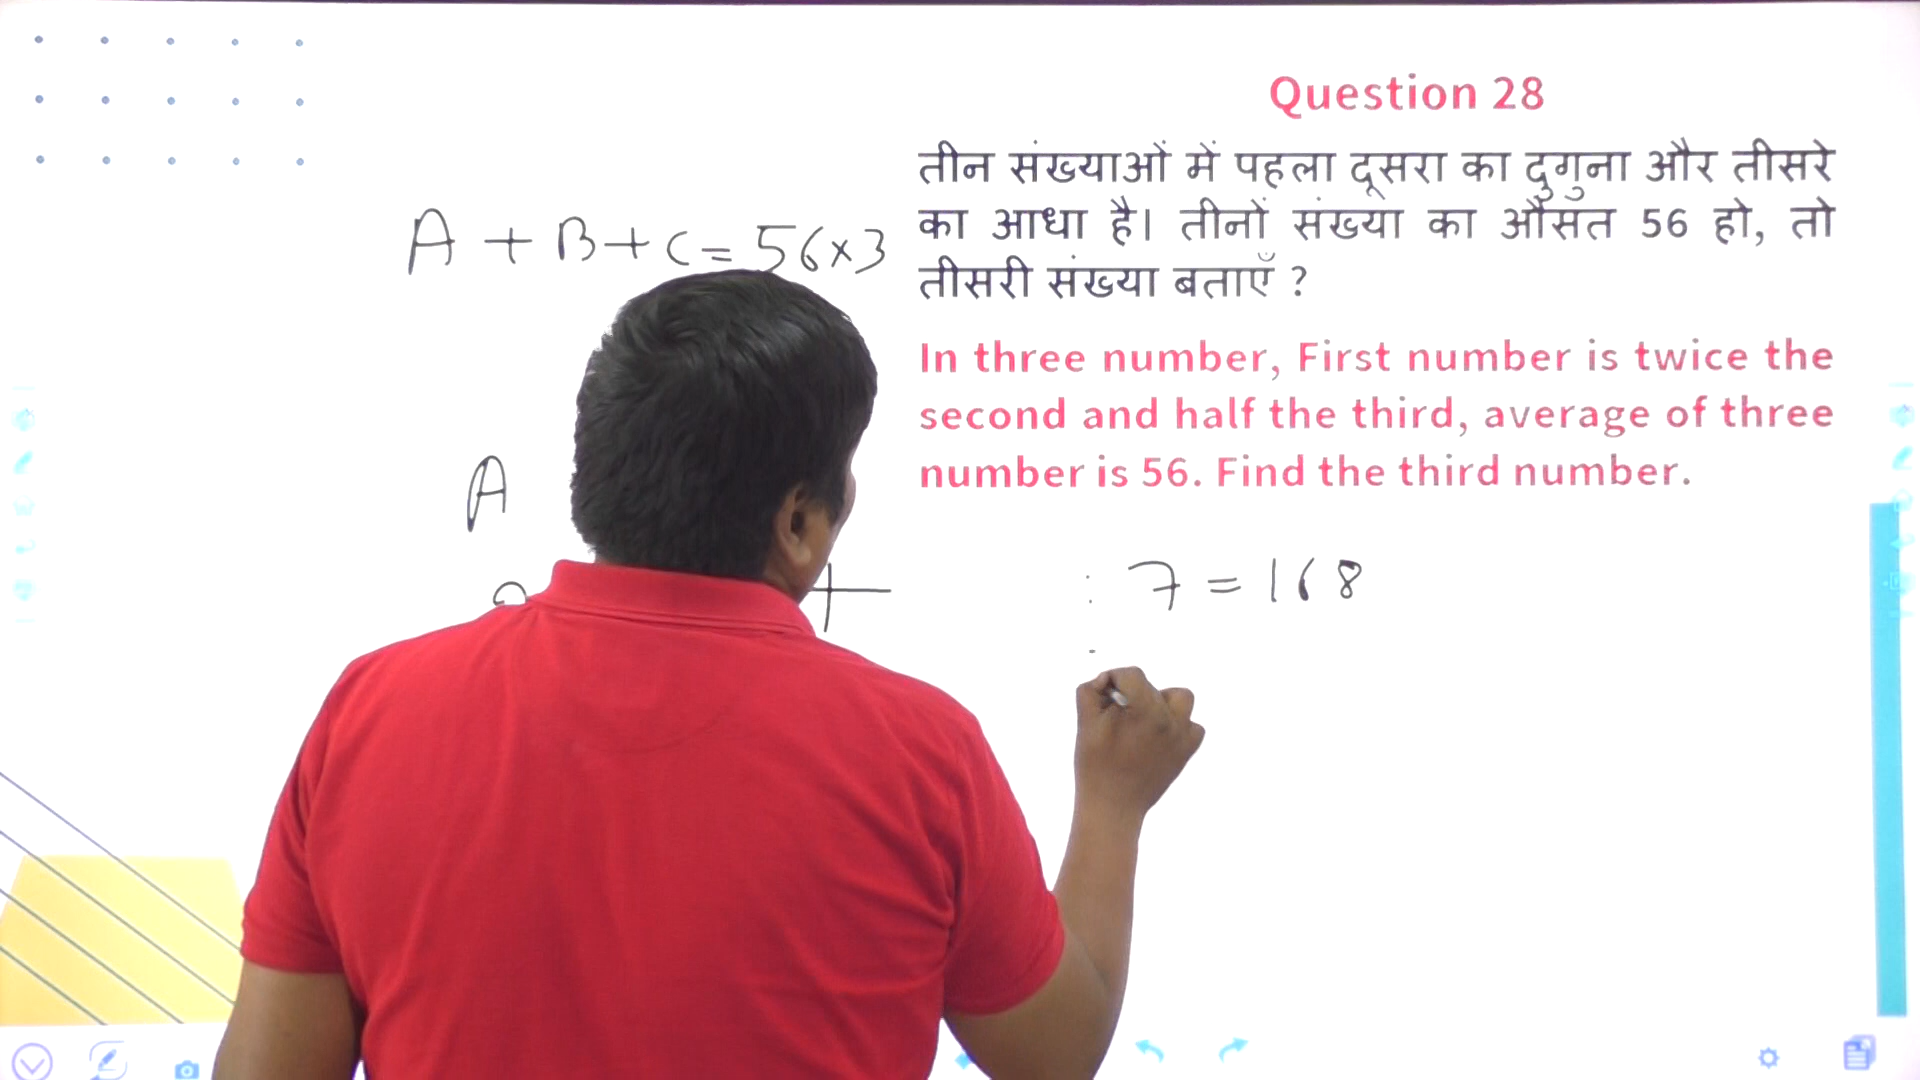 Question 28
तीन संख्याओं में पहला दूसरा का दुगुना और तीसरे
का आधा है। तीनों संख्या का औसत 56 हो, तो
तीसरी संख्या बताएँ ?
In three number, First number is twice the
second and half the third, average of three
number is 56. Find the third number.
A + B + C = 56×3
A
+
: 7 = 168